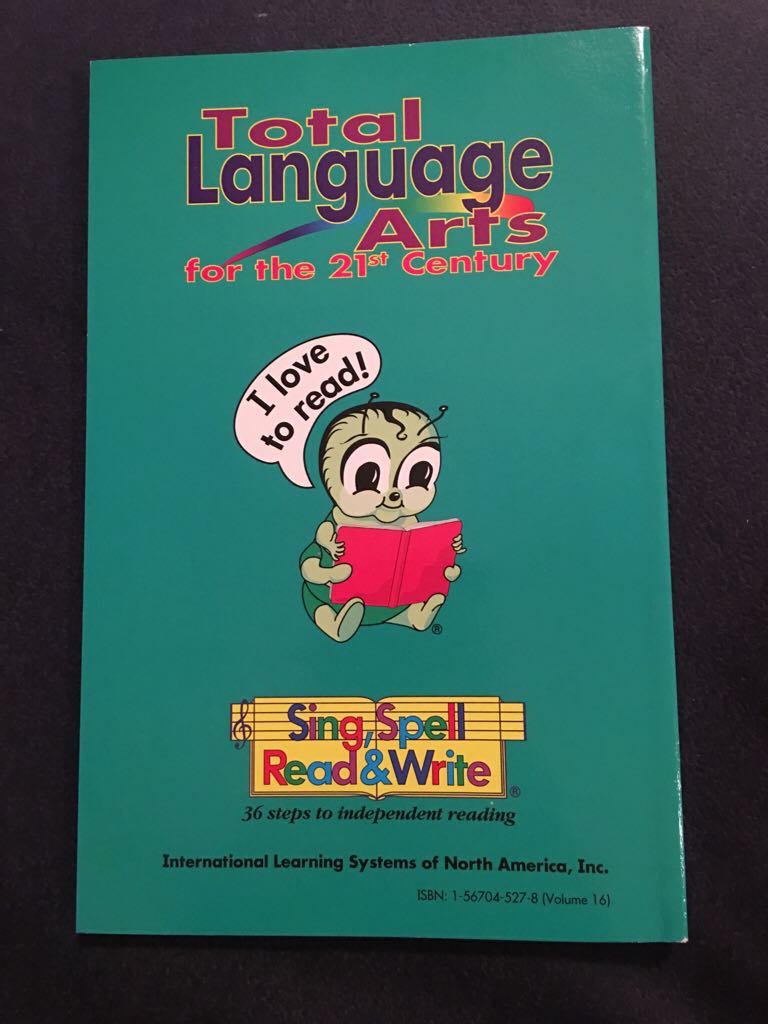 Total
Language
Arts
for the 21st Century
I love
to read!
®
Sing, Spell
Read & Write
®
36 steps to independent reading
International Learning Systems of North America, Inc.
ISBN: 1-56704-527-8 (Volume 16)